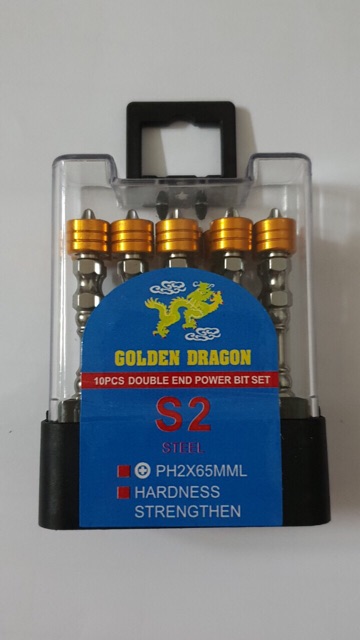 GOLDEN DRAGON
10PCS DOUBLE END POWER BIT SET
S2
STEEL
PH2X65MML
HARDNESS
STRENGTHEN